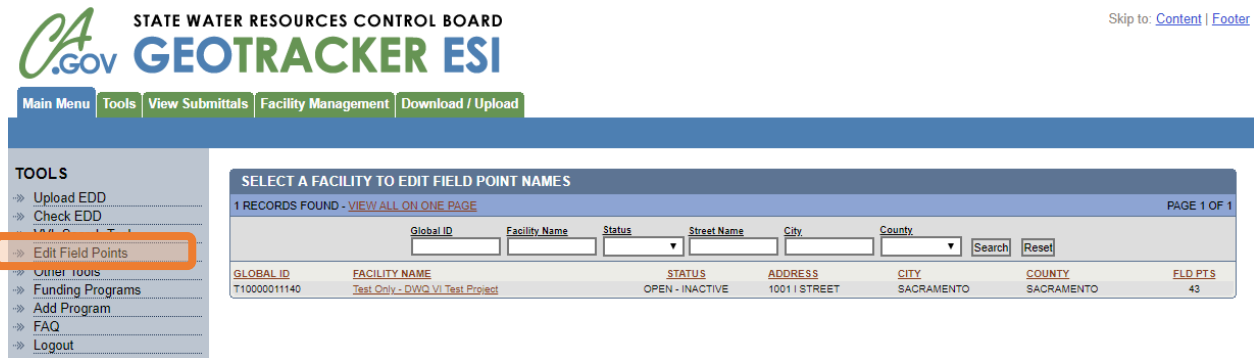 CA.GOV
STATE WATER RESOURCES CONTROL BOARD
GEOTRACKER ESI
Skip to: Content | Footer
Main Menu Tools View Submittals Facility Management Download / Upload
TOOLS
Upload EDD
Check EDD
Edit Field Points
Other Tools
Funding Programs
Add Program
FAQ
Logout
SELECT A FACILITY TO EDIT FIELD POINT NAMES
1 RECORDS FOUND - VIEW ALL ON ONE PAGE PAGE 1 OF 1
Global ID Facility Name Status Street Name City County
Search Reset
GLOBAL ID FACILITY NAME STATUS ADDRESS CITY COUNTY FLD PTS
T10000011140 Test Only - DWQ VI Test Project OPEN - INACTIVE 1001 I STREET SACRAMENTO SACRAMENTO 43